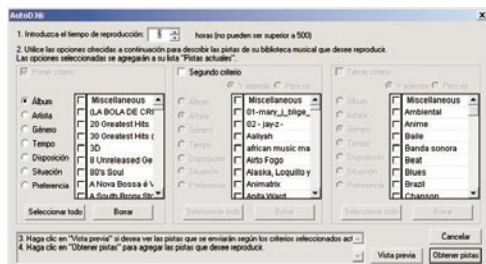 AutoDJ®
1. Introduzca el tiempo de reproducción: 5 horas (no pueden ser superior a 500)
2. Utilice las opciones ofrecidas a continuación para describir las pistas de su biblioteca musical que desee reproducir.
Las opciones seleccionadas se agregarán a su lista "Pistas actuales".
Primer criterio
Álbum
Artista
Género
Tempo
Disposición
Situación
Preferencia
Miscellaneous
(LA BOLA DE CRI
20 Greatest Hits
30 Greatest Hits (
3D
8 Unreleased Ge
80's Soul
A Nova Bossa é V
A South Bronx Str
Seleccionar todo Borrar
Segundo criterio
Y además Pero no
Álbum
Artista
Género
Tempo
Disposición
Situación
Preferencia
Miscellaneous
01-mary_j_blige_
02 - jay-z -
Aaliyah
african music ma
Airto Fogo
Alaska, Loquillo y
Animatrix
Anita Ward
Seleccionar todo Borrar
Tercer criterio
Y además Pero no
Álbum
Artista
Género
Tempo
Disposición
Situación
Preferencia
Miscellaneous
Ambiental
Anime
Baile
Banda sonora
Beat
Blues
Brazil
Chanson
Seleccionar todo Borrar
3. Haga clic en "Vista previa" si desea ver las pistas que se enviarán según los criterios seleccionados act
4. Haga clic en "Obtener pistas" para agregar las pistas que desee reproducir.
Cancelar
Vista previa Obtener pistas